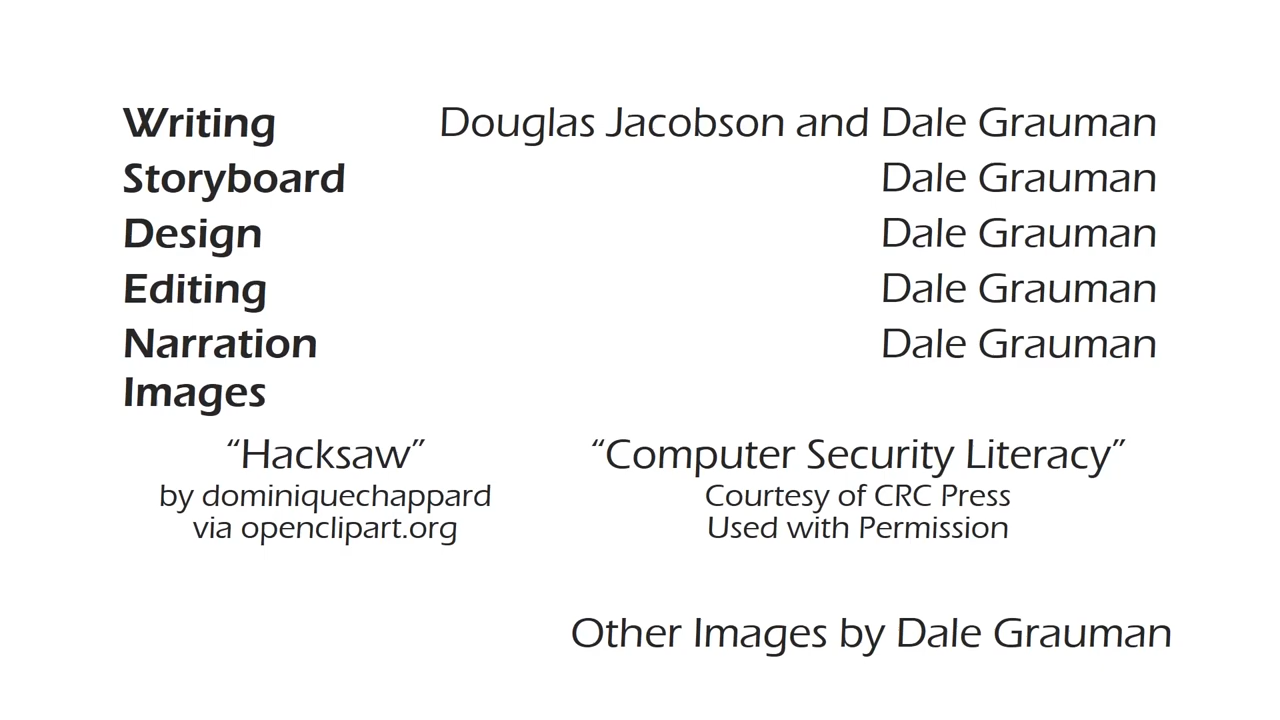 Writing Douglas Jacobson and Dale Grauman
Storyboard Dale Grauman
Design Dale Grauman
Editing Dale Grauman
Narration Dale Grauman
Images
“Hacksaw”
by dominiquechappard
via openclipart.org
“Computer Security Literacy”
Courtesy of CRC Press
Used with Permission
Other Images by Dale Grauman